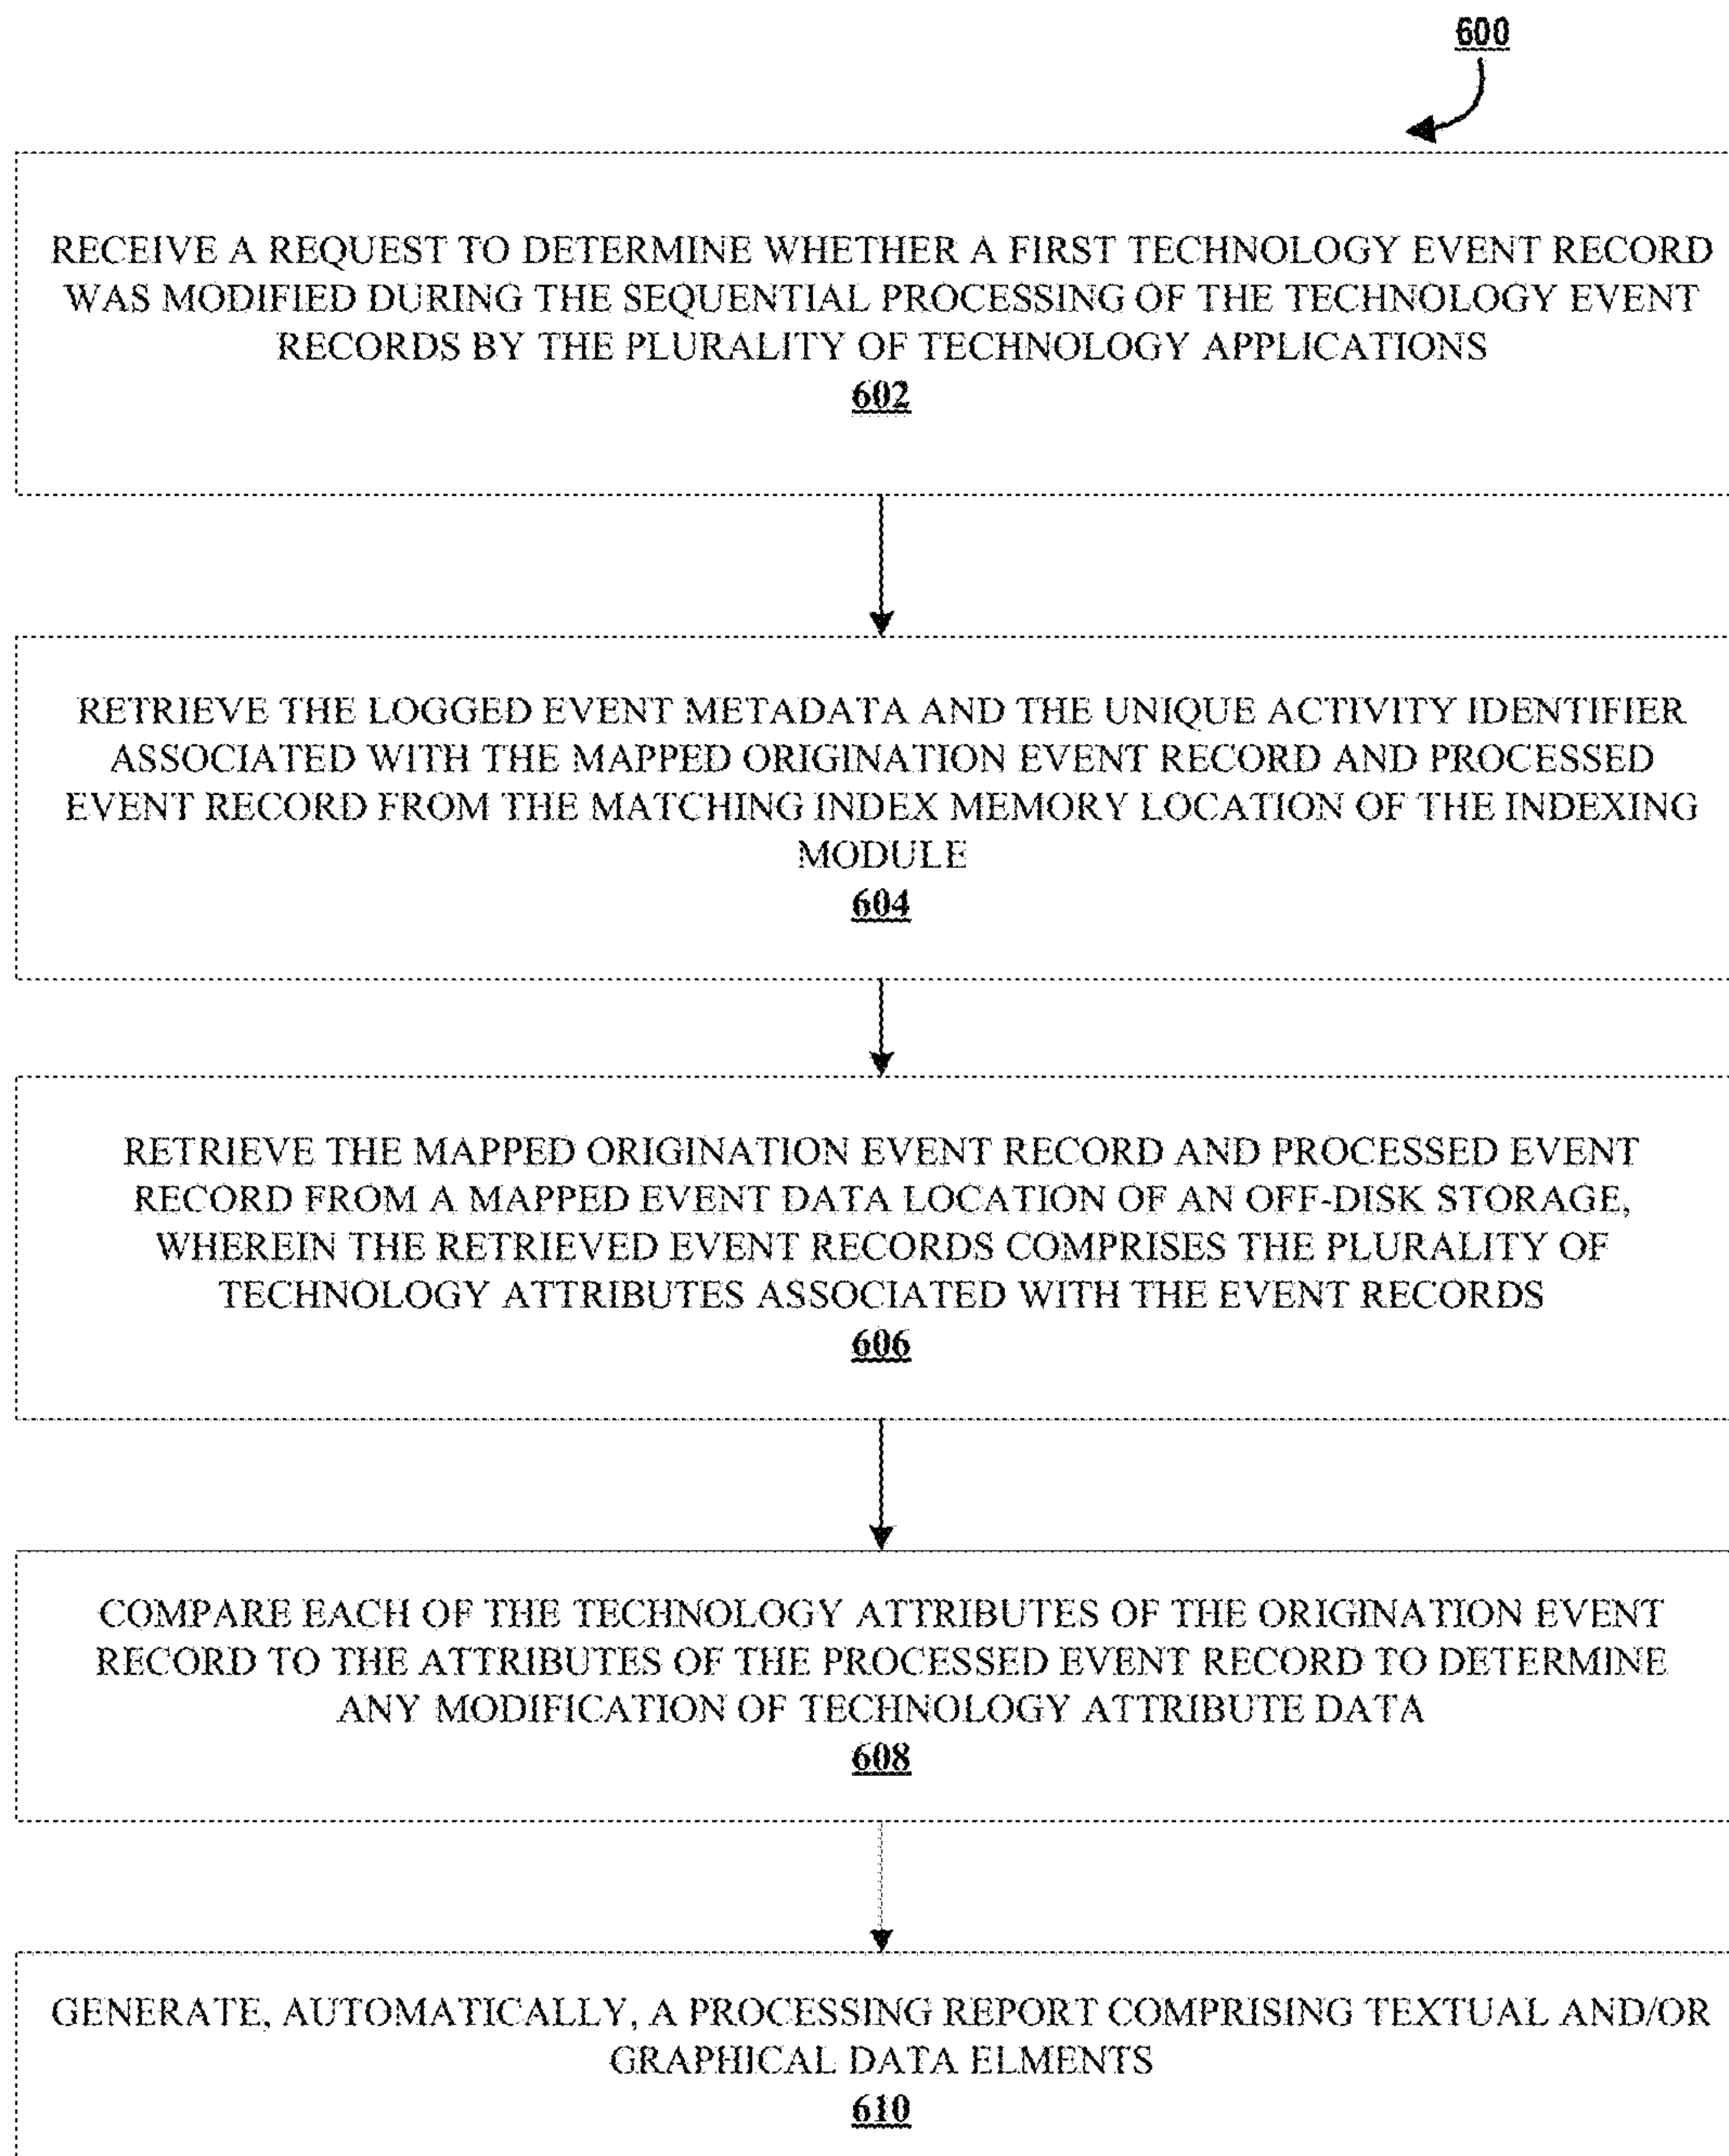 600
RECEIVE A REQUEST TO DETERMINE WHETHER A FIRST TECHNOLOGY EVENT RECORD
WAS MODIFIED DURING THE SEQUENTIAL PROCESSING OF THE TECHNOLOGY EVENT
RECORDS BY THE PLURALITY OF TECHNOLOGY APPLICATIONS
602
RETRIEVE THE LOGGED EVENT METADATA AND THE UNIQUE ACTIVITY IDENTIFIER
ASSOCIATED WITH THE MAPPED ORIGINATION EVENT RECORD AND PROCESSED
EVENT RECORD FROM THE MATCHING INDEX MEMORY LOCATION OF THE INDEXING
MODULE
604
RETRIEVE THE MAPPED ORIGINATION EVENT RECORD AND PROCESSED EVENT
RECORD FROM A MAPPED EVENT DATA LOCATION OF AN OFF-DISK STORAGE,
WHEREIN THE RETRIEVED EVENT RECORDS COMPRISES THE PLURALITY OF
TECHNOLOGY ATTRIBUTES ASSOCIATED WITH THE EVENT RECORDS
606
COMPARE EACH OF THE TECHNOLOGY ATTRIBUTES OF THE ORIGINATION EVENT
RECORD TO THE ATTRIBUTES OF THE PROCESSED EVENT RECORD TO DETERMINE
ANY MODIFICATION OF TECHNOLOGY ATTRIBUTE DATA
608
GENERATE, AUTOMATICALLY, A PROCESSING REPORT COMPRISING TEXTUAL AND/OR
GRAPHICAL DATA ELMENTS
610